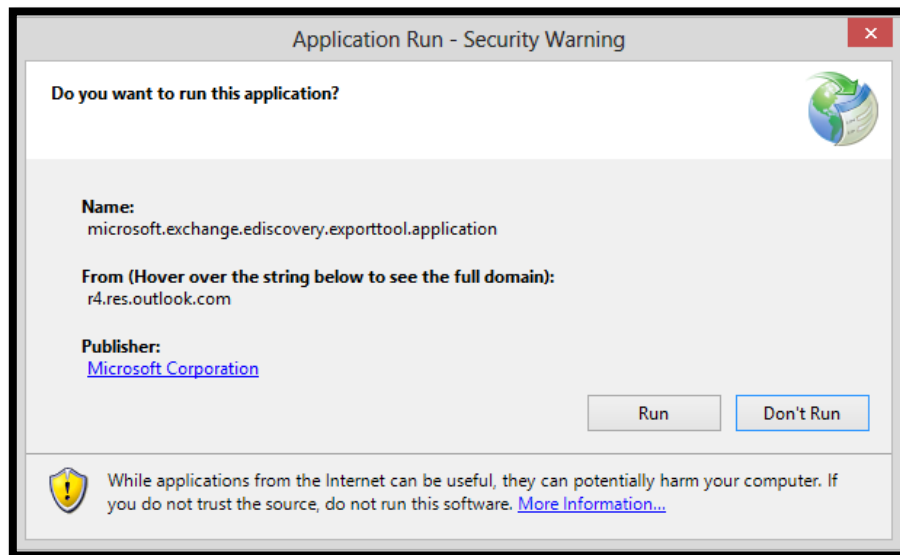 Application Run - Security Warning
Do you want to run this application?
Name:
microsoft.exchange.ediscovery.exporttool.application
From (Hover over the string below to see the full domain):
r4.res.outlook.com
Publisher:
Microsoft Corporation
Run Don't Run
While applications from the Internet can be useful, they can potentially harm your computer. If
you do not trust the source, do not run this software. More Information...